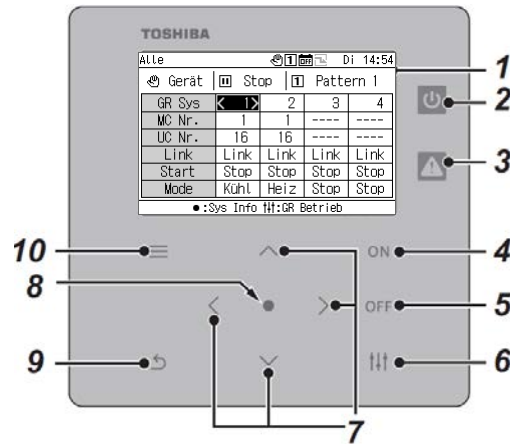 TOSHIBA
Alle 1 Di 14:54
Gerät Stop 1 Pattern 1
GR Sys 1 2 3 4
MC Nr. 1 1 ---- ----
UC Nr. 16 16 ---- ----
Link Link Link Link Link
Start Stop Stop Stop Stop
Mode Kühl Heiz Stop Stop
●:Sys Info :GR Betrieb
1
2
3
10 ON 4
8
OFF 5
9 6
7